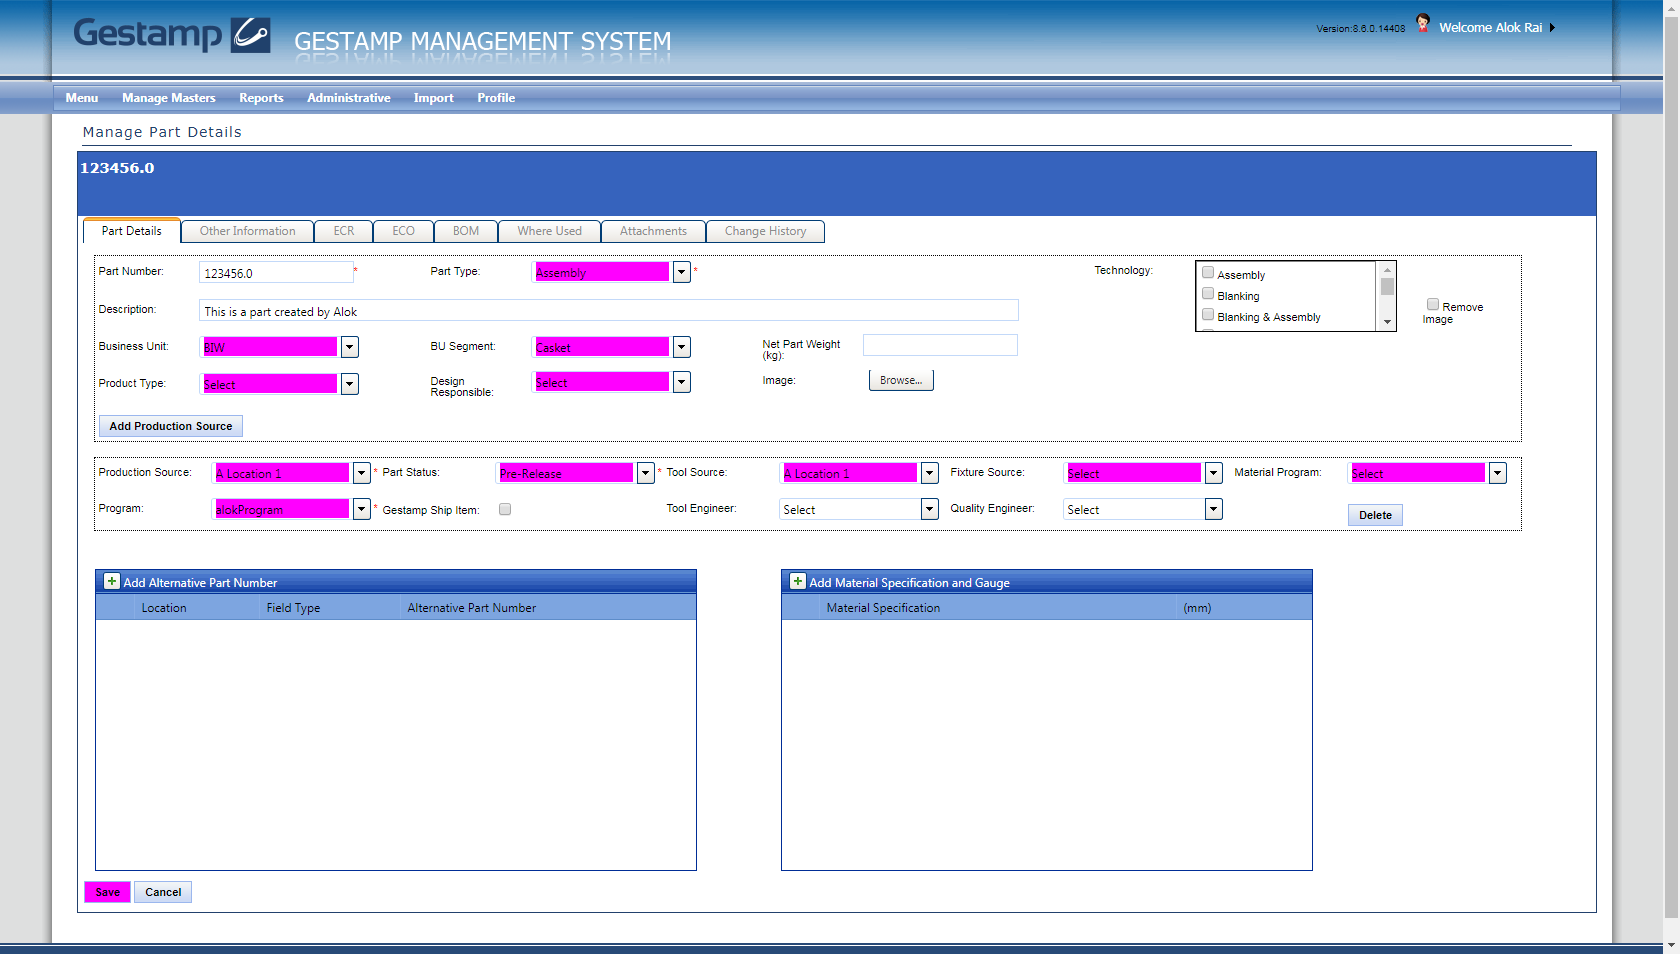 Gestamp
GESTAMP MANAGEMENT SYSTEM
Version:8.6.0.14408
Welcome Alok Rai
Menu Manage Masters Reports Administrative Import Profile
Manage Part Details
123456.0
Part Details Other Information ECR ECO BOM Where Used Attachments Change History
Part Number: 123456.0 * Part Type: Assembly * Technology: Assembly
Blanking
Blanking & Assembly
Remove Image
Description: This is a part created by Alok
Business Unit: BIW BU Segment: Casket Net Part Weight (kg):
Product Type: Select Design Responsible: Select Image: Browse...
Add Production Source
Production Source: A Location 1 * Part Status: Pre-Release * Tool Source: A Location 1 Fixture Source: Select Material Program: Select
Program: alokProgram * Gestamp Ship Item: Tool Engineer: Select Quality Engineer: Select Delete
Add Alternative Part Number
Location Field Type Alternative Part Number
Add Material Specification and Gauge
Material Specification (mm)
Save Cancel